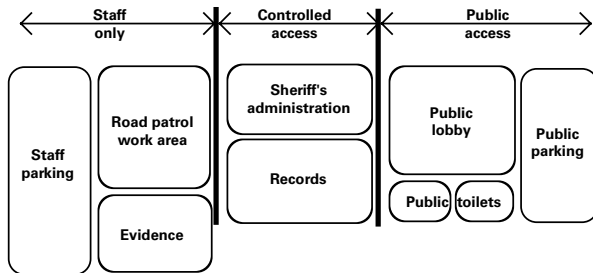 Staff
only
Controlled
access
Public
access
Staff
parking
Road patrol
work area
Evidence
Sheriff's
administration
Records
Public
lobby
Public toilets
Public
parking